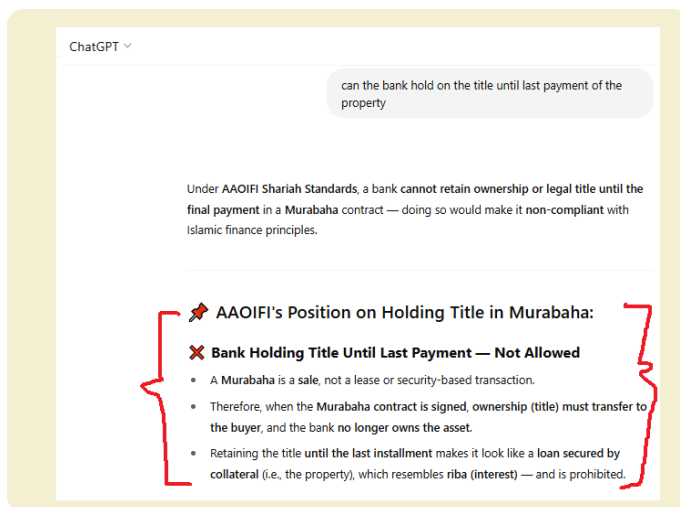 ChatGPT
can the bank hold on the title until last payment of the
property
Under AAOIFI Shariah Standards, a bank cannot retain ownership or legal title until the
final payment in a Murabaha contract — doing so would make it non-compliant with
Islamic finance principles.
📌 AAOIFI's Position on Holding Title in Murabaha:
❌ Bank Holding Title Until Last Payment — Not Allowed
• A Murabaha is a sale, not a lease or security-based transaction.
• Therefore, when the Murabaha contract is signed, ownership (title) must transfer to
the buyer, and the bank no longer owns the asset.
• Retaining the title until the last installment makes it look like a loan secured by
collateral (i.e., the property), which resembles riba (interest) — and is prohibited.